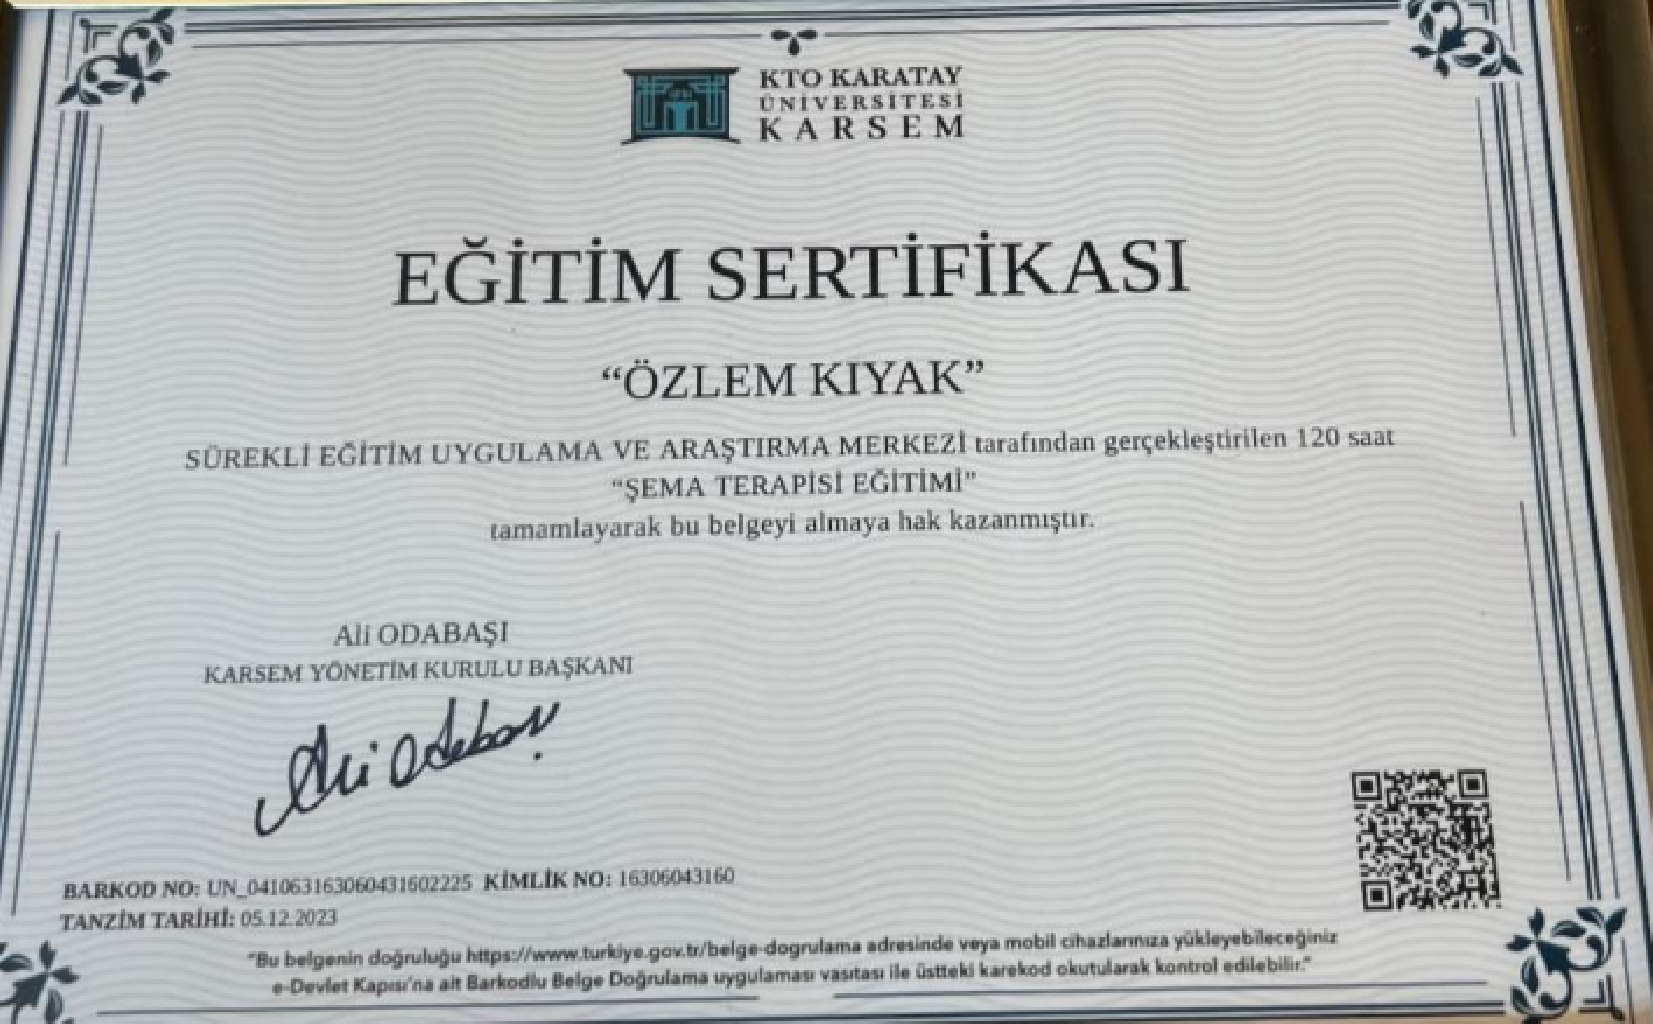 KTO KARATAY
ÜNİVERSİTESİ
KARSEM
EĞİTİM SERTİFİKASI
“ÖZLEM KIYAK”
SÜREKLİ EĞİTİM UYGULAMA VE ARAŞTIRMA MERKEZİ tarafından gerçekleştirilen 120 saat
"ŞEMA TERAPİSİ EĞİTİMİ"
tamamlayarak bu belgeyi almaya hak kazanmıştır.
Ali ODABAŞI
KARSEM YÖNETİM KURULU BAŞKANI
Ali Odabaşı
BARKOD NO: UN_041063163060431602225 KİMLİK NO: 16306043160
TANZİM TARİHİ: 05.12.2023
"Bu belgenin doğruluğu https://www.turkiye.gov.tr/belge-dogrulama adresinde veya mobil cihazlarınıza yükleyebileceğiniz
e-Devlet Kapısı'na ait Barkodlu Belge Doğrulama uygulaması vasıtası ile üstteki karekod okutularak kontrol edilebilir."